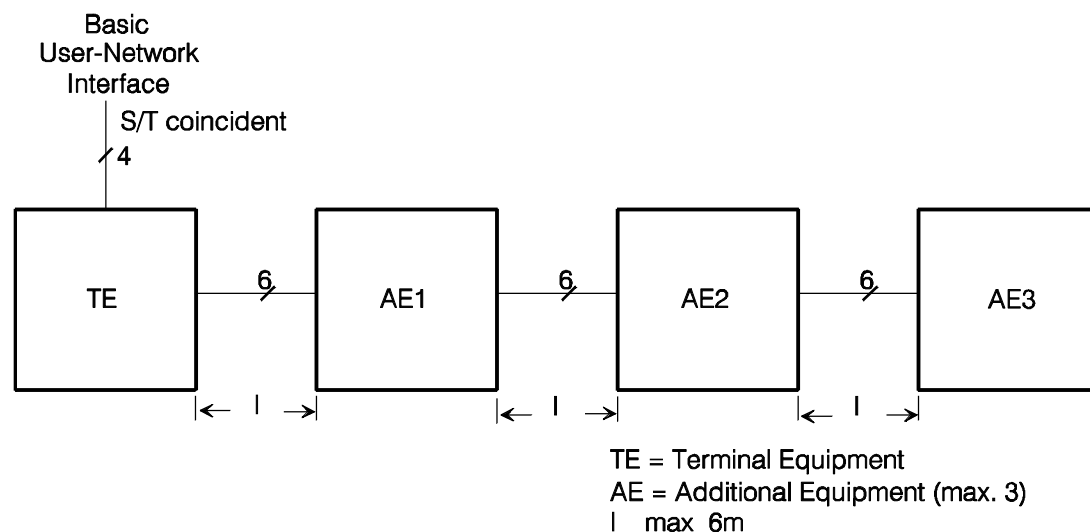 Basic
User-Network
Interface
S/T coincident
4
TE
6
AE1
6
AE2
6
AE3
l
l
l
TE = Terminal Equipment
AE = Additional Equipment (max. 3)
l max 6m